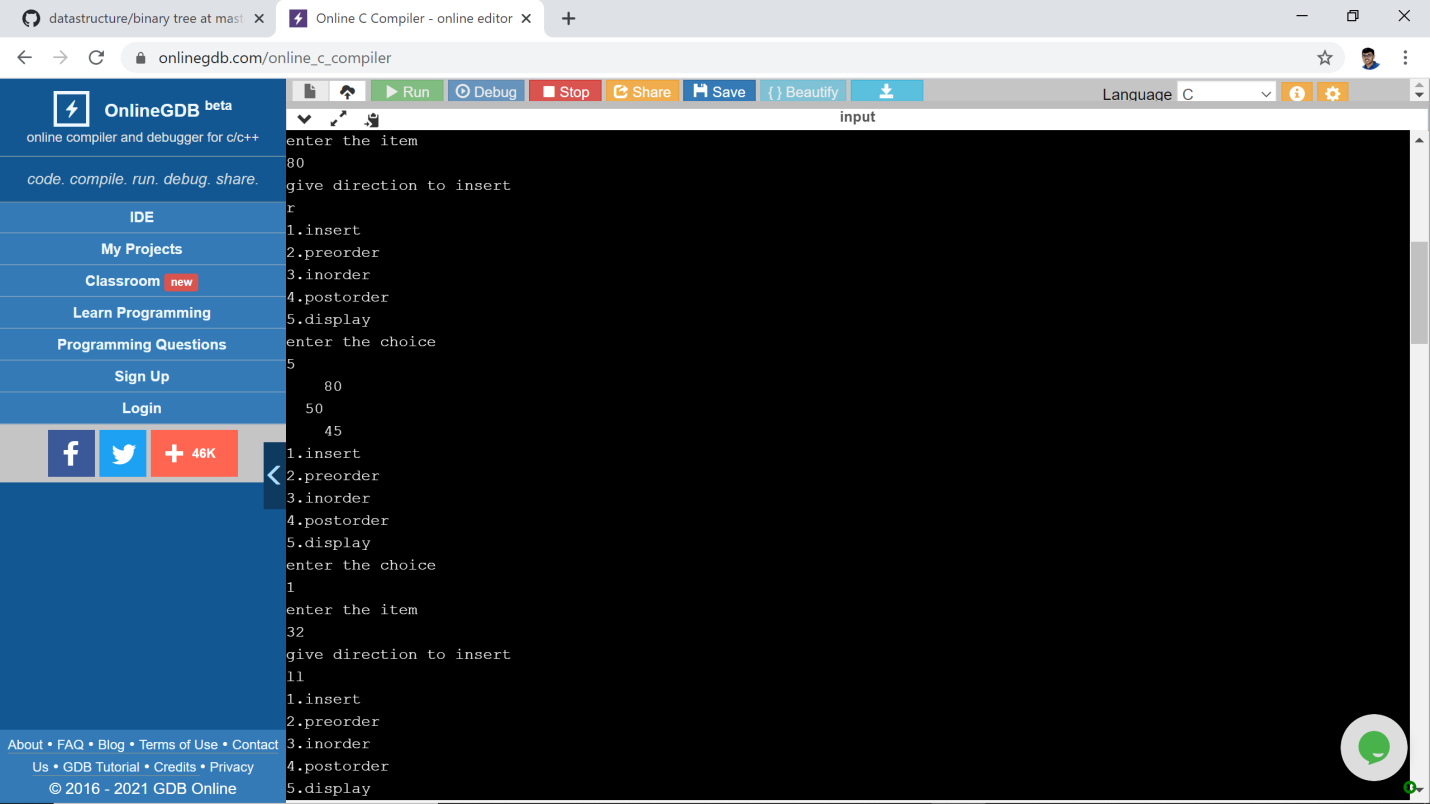 datastructure/binary tree at mast
Online C Compiler - online editor
onlinegdb.com/online_c_compiler
OnlineGDB beta
online compiler and debugger for c/c++
code. compile. run. debug. share.
IDE
My Projects
Classroom new
Learn Programming
Programming Questions
Sign Up
Login
46K
About • FAQ • Blog • Terms of Use • Contact
Us • GDB Tutorial • Credits • Privacy
© 2016 - 2021 GDB Online
Run Debug Stop Share Save { } Beautify
Language C
input
enter the item
80
give direction to insert
r
1.insert
2.preorder
3.inorder
4.postorder
5.display
enter the choice
5
80
50
45
1.insert
2.preorder
3.inorder
4.postorder
5.display
enter the choice
1
enter the item
32
give direction to insert
ll
1.insert
2.preorder
3.inorder
4.postorder
5.display